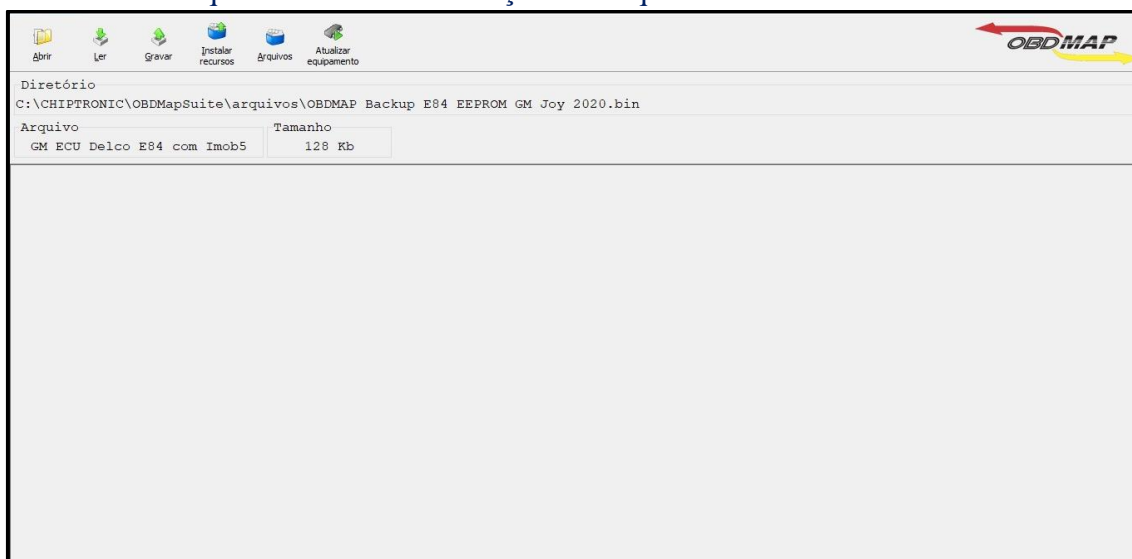 Abrir
Ler
Gravar
Instalar
recursos
Arquivos
Atualizar
equipamento
OBDMAP
Diretório
C:\CHIPTRONIC\OBDMapSuite\arquivos\OBDMAP Backup E84 EEPROM GM Joy 2020.bin
Arquivo
Tamanho
GM ECU Delco E84 com Imob5
128 Kb